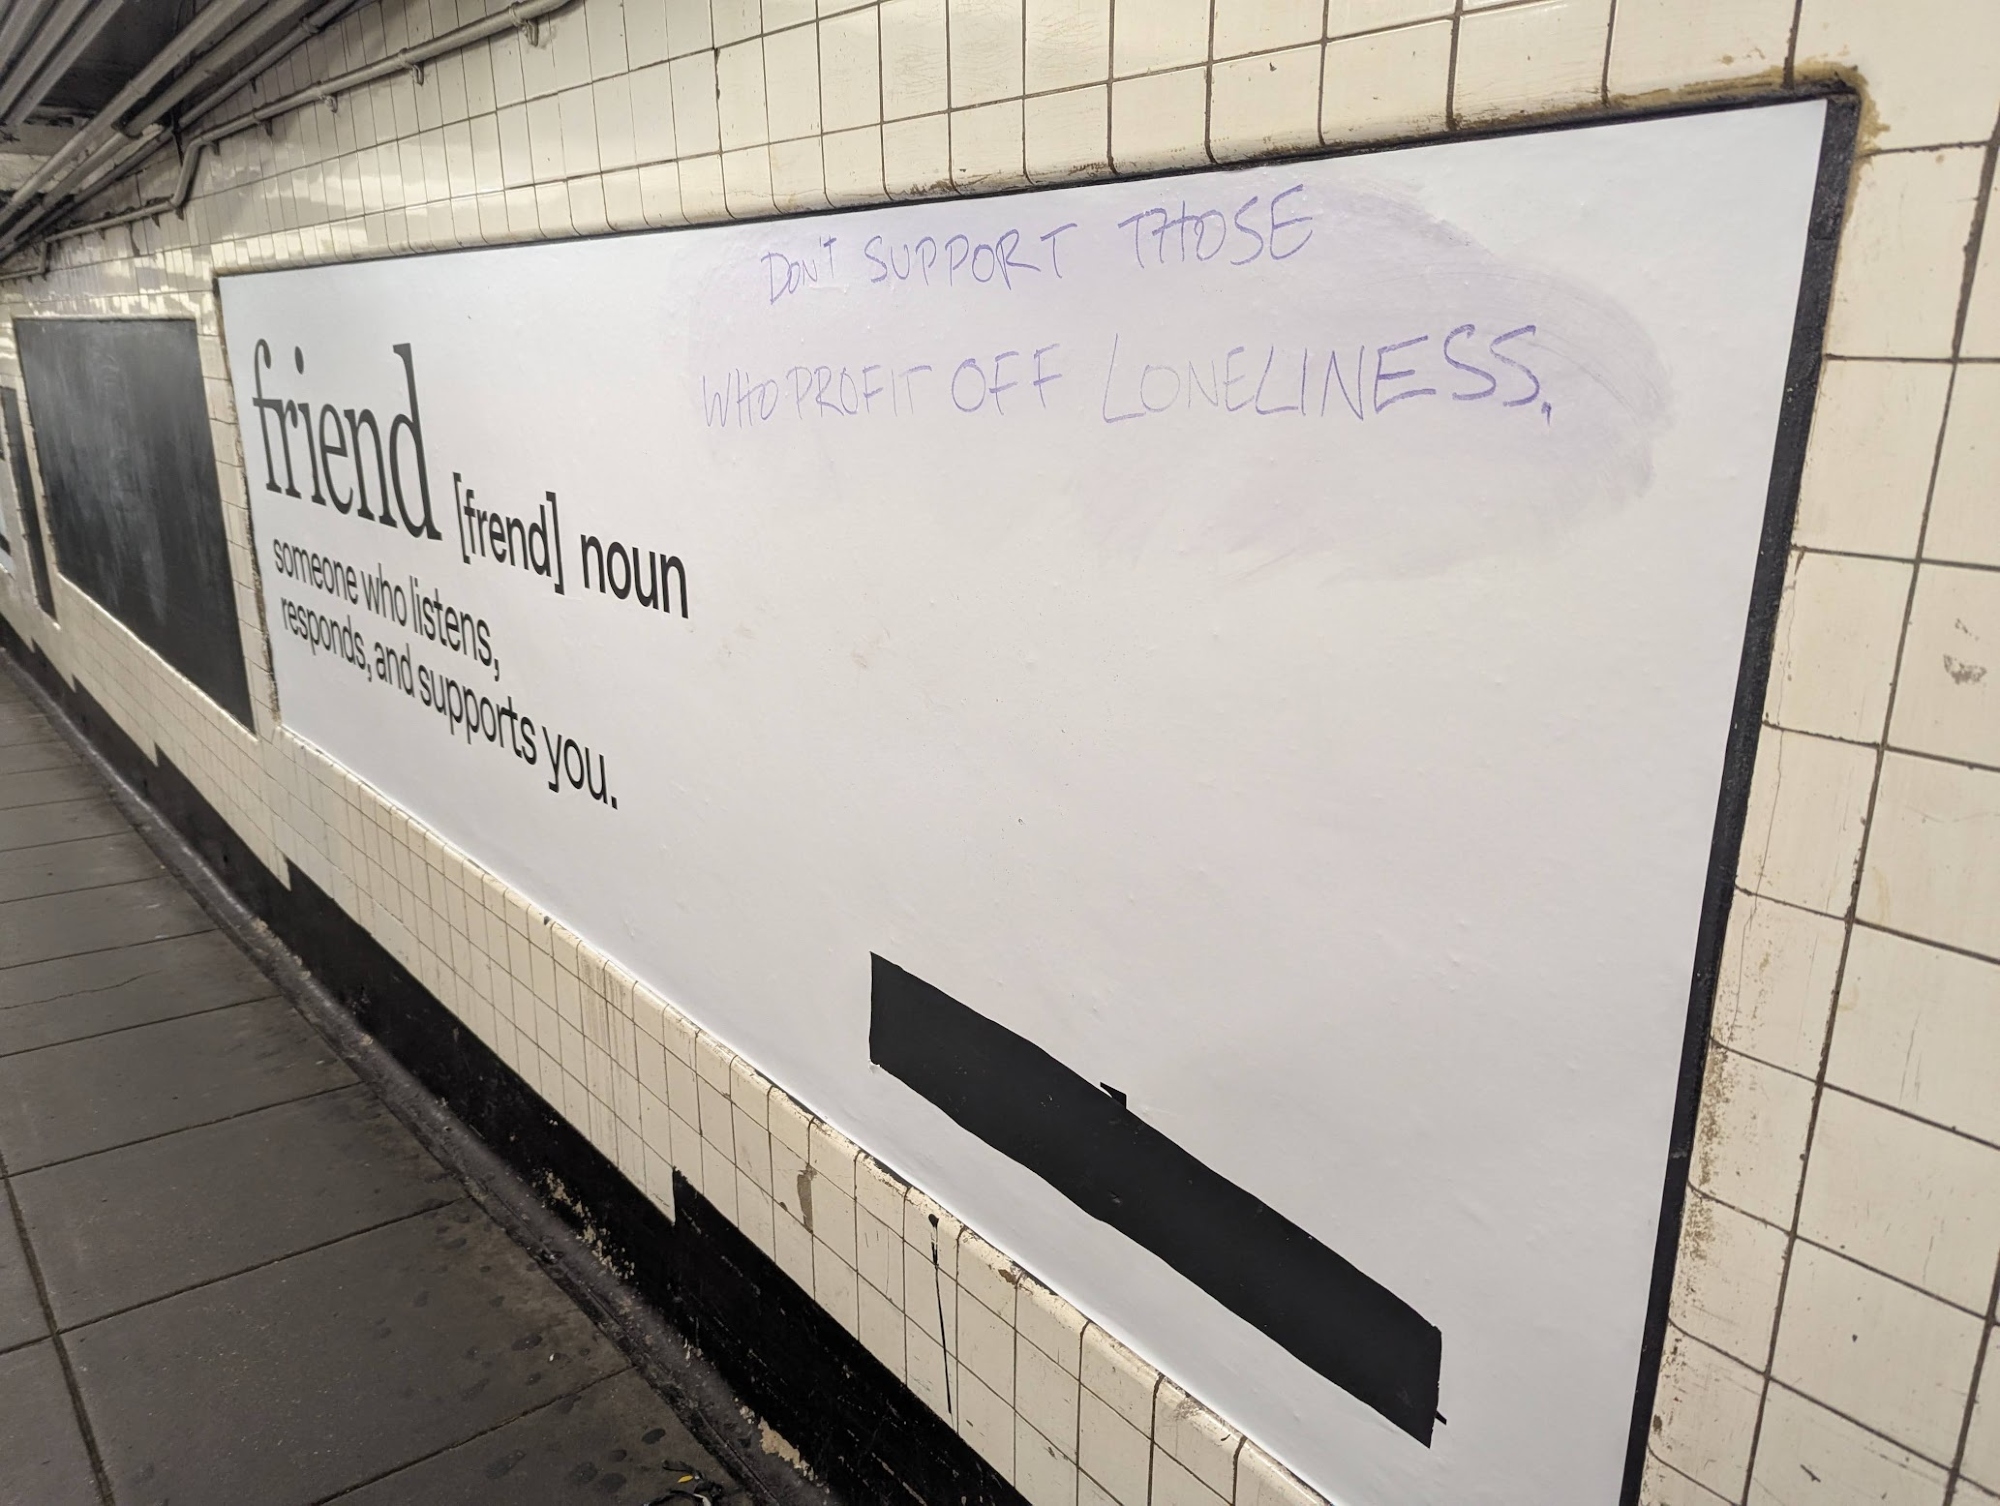 DON'T SUPPORT THOSE
WHO PROFIT OFF LONELINESS.
friend [frend] noun
someone who listens,
responds, and supports you.